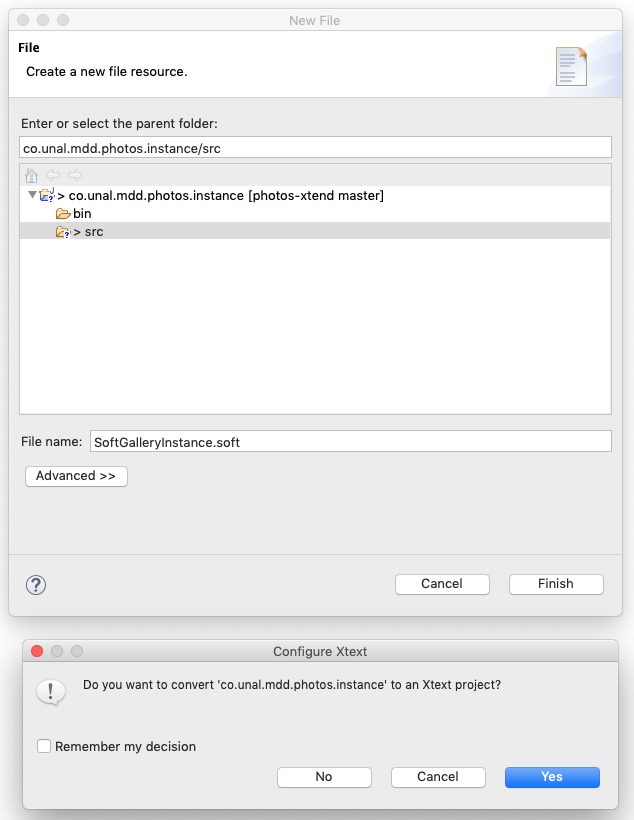 New File
File
Create a new file resource.
Enter or select the parent folder:
co.unal.mdd.photos.instance/src
> co.unal.mdd.photos.instance [photos-xtend master]
bin
> src
File name: SoftGalleryInstance.soft
Advanced >>
?
Cancel Finish
Configure Xtext
Do you want to convert 'co.unal.mdd.photos.instance' to an Xtext project?
Remember my decision
No Cancel Yes